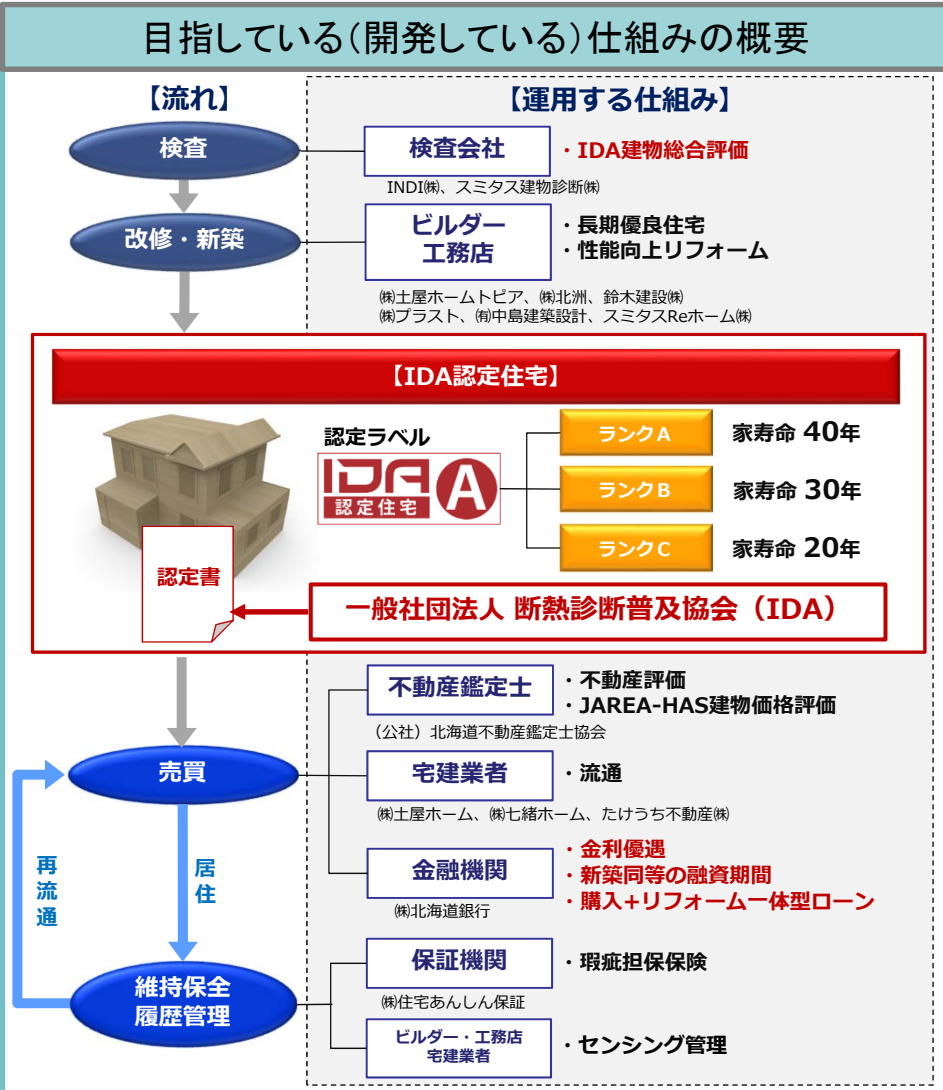 目指している（開発している）仕組みの概要
【流れ】
【運用する仕組み】
検査
検査会社
・IDA建物総合評価
INDI㈱、スミタス建物診断㈱
改修・新築
ビルダー
工務店
・長期優良住宅
・性能向上リフォーム
㈱土屋ホームトピア、㈱北洲、鈴木建設㈱
㈱プラスト、㈲中島建築設計、スミタスReホーム㈱
【IDA認定住宅】
認定ラベル
IDA
認定住宅
A
ランクA
家寿命 40年
ランクB
家寿命 30年
ランクC
家寿命 20年
認定書
一般社団法人 断熱診断普及協会（IDA）
不動産鑑定士
・不動産評価
・JAREA-HAS建物価格評価
（公社）北海道不動産鑑定士協会
売買
宅建業者
・流通
㈱土屋ホーム、㈱七緒ホーム、たけうち不動産㈱
再流通
居住
金融機関
・金利優遇
・新築同等の融資期間
・購入+リフォーム一体型ローン
㈱北海道銀行
維持保全
履歴管理
保証機関
・瑕疵担保保険
㈱住宅あんしん保証
ビルダー・工務店
宅建業者
・センシング管理